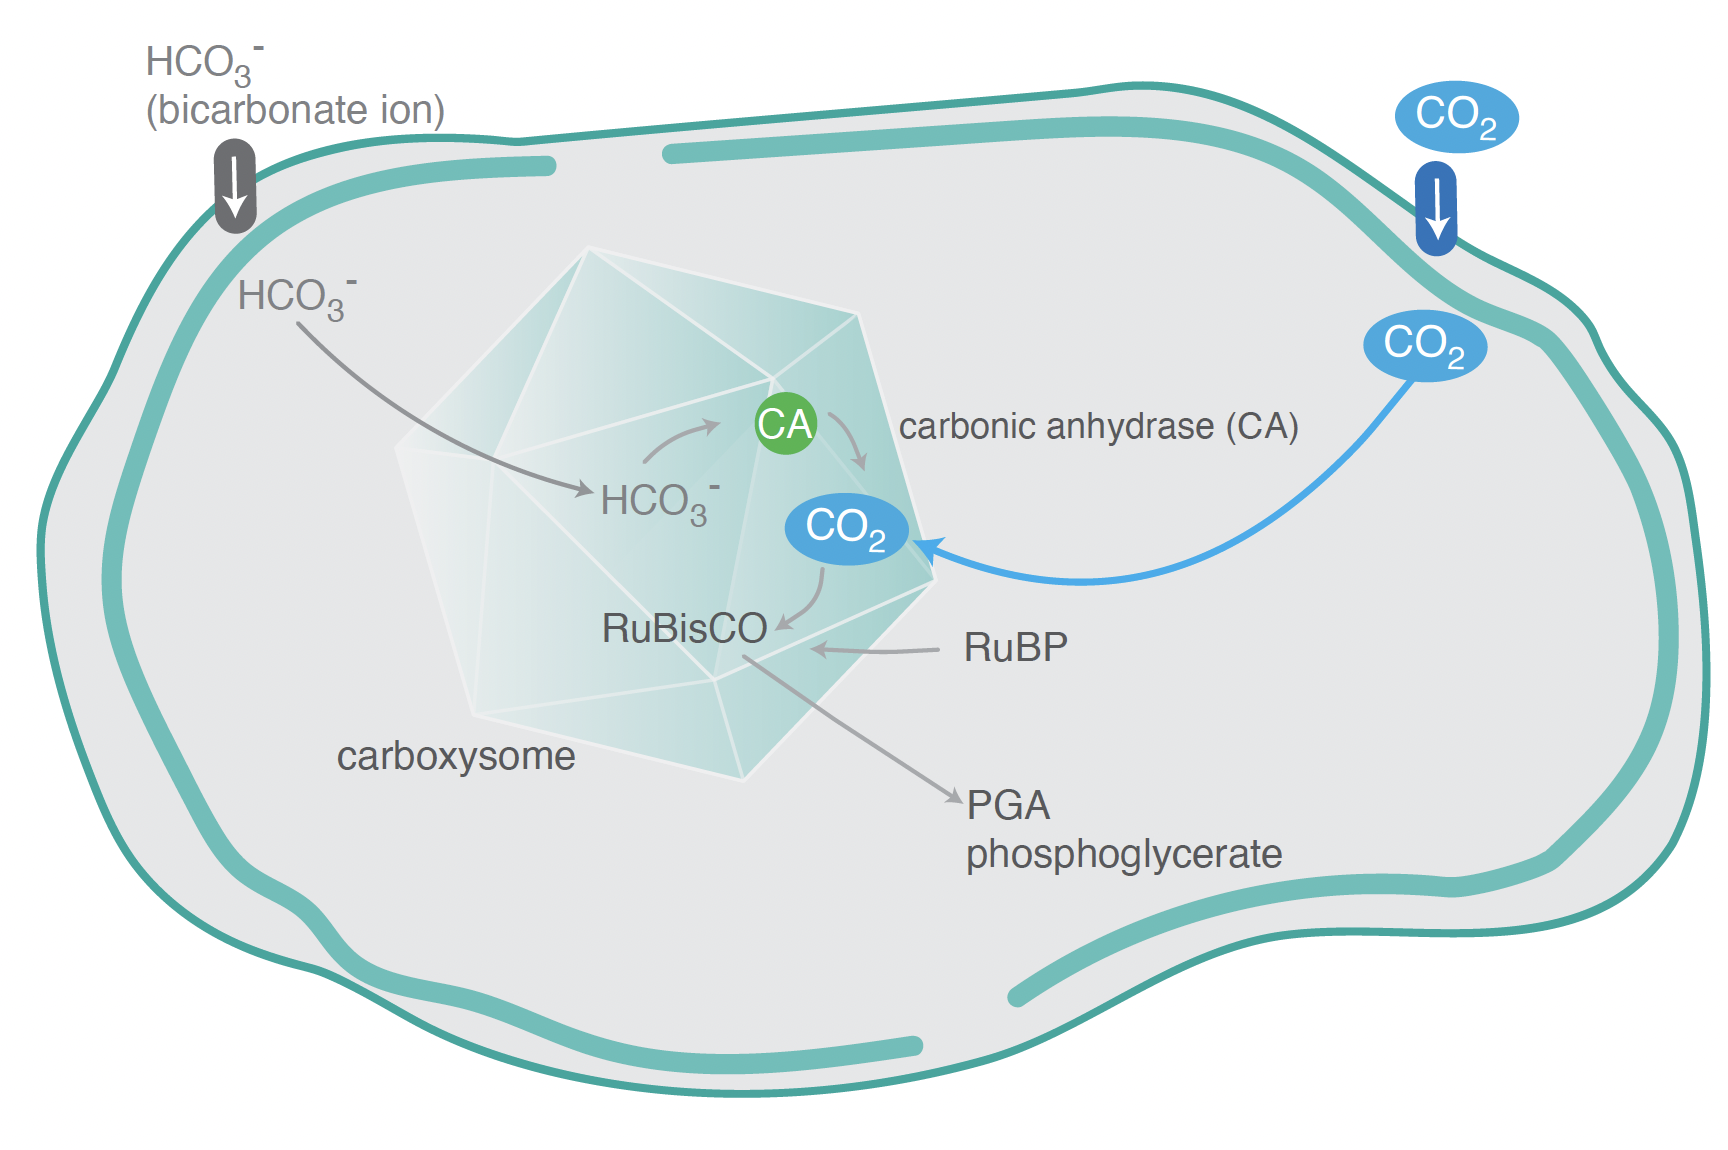 HCO₃⁻
(bicarbonate ion)
CO₂
HCO₃⁻
CO₂
CA
carbonic anhydrase (CA)
HCO₃⁻
CO₂
RuBisCO
RuBP
carboxysome
PGA
phosphoglycerate